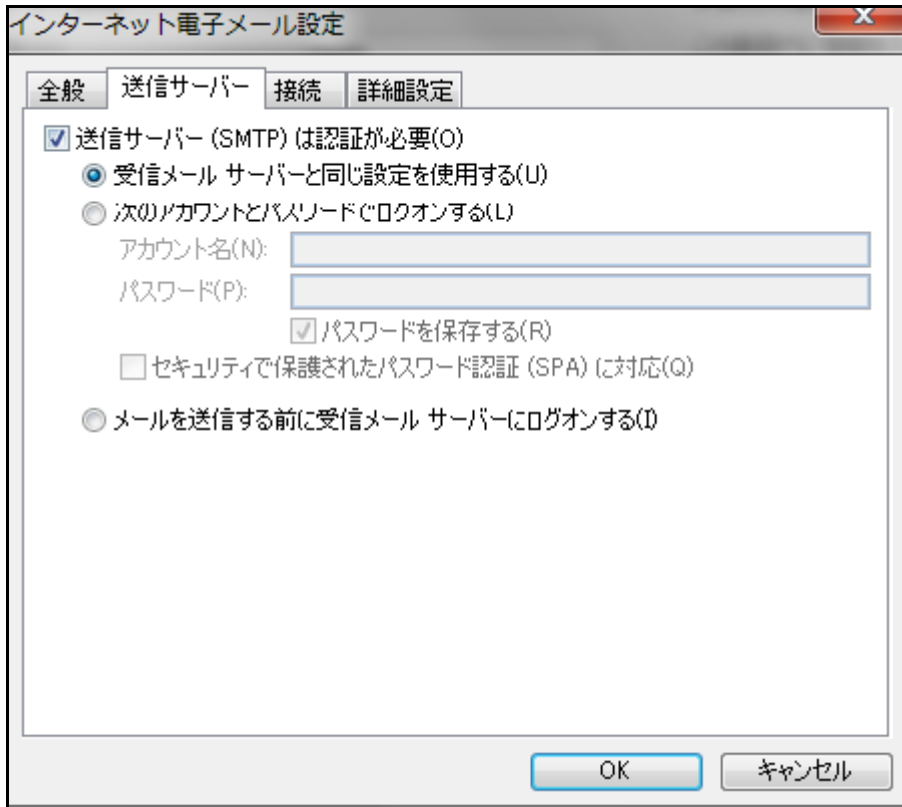 インターネット電子メール設定
全般 送信サーバー 接続 詳細設定
送信サーバー (SMTP) は認証が必要(O)
受信メール サーバーと同じ設定を使用する(U)
次のアカウントとパスワードでログオンする(L)
アカウント名(N):
パスワード(P):
パスワードを保存する(R)
セキュリティで保護されたパスワード認証 (SPA) に対応(Q)
メールを送信する前に受信メール サーバーにログオンする(I)
OK キャンセル